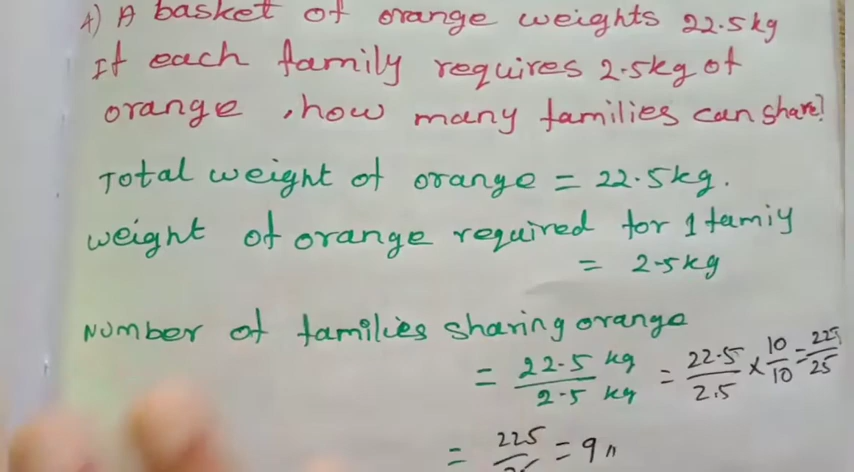 A) A basket of orange weights 22.5kg
If each family requires 2.5kg of
orange, how many families can share?
Total weight of orange = 22.5kg.
weight of orange required for 1 famiy
= 2.5kg
Number of families sharing orange
= 22.5 kg / 2.5 kg = 22.5 / 2.5 × 10 / 10 = 225 / 25
= 225 / = 9 //